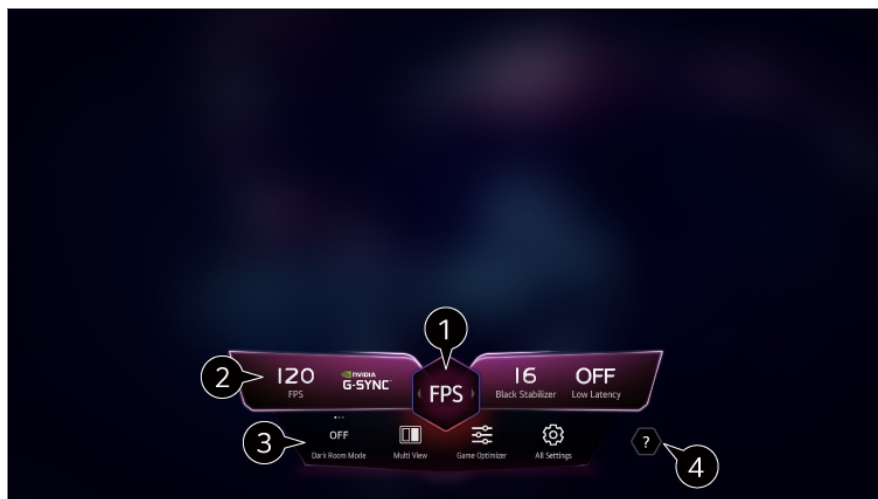 1
2
120
FPS
NVIDIA
G-SYNC
FPS
16
Black Stabilizer
OFF
Low Latency
3
OFF
Dark Room Mode
Multi View
Game Optimizer
All Settings
?
4